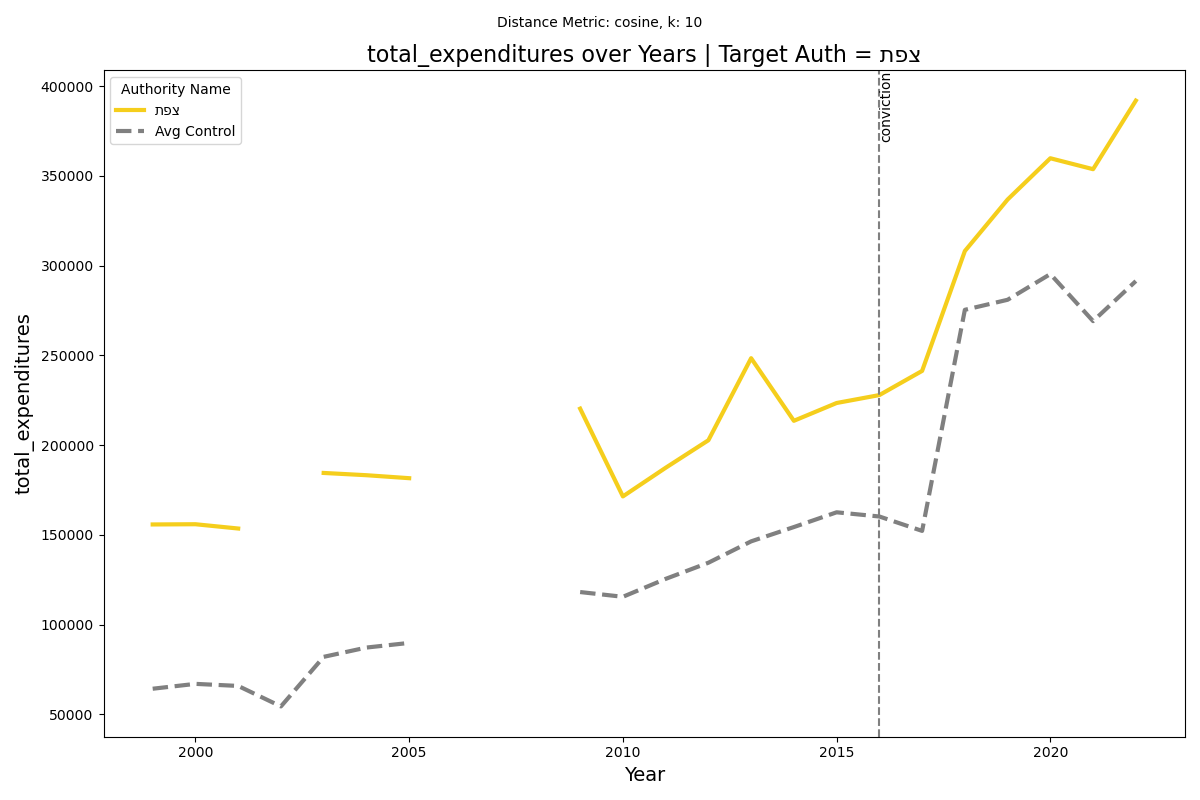 Distance Metric: cosine, k: 10
total_expenditures over Years | Target Auth = צפת
Authority Name
צפת
Avg Control
conviction
400000
350000
300000
250000
200000
150000
100000
50000
total_expenditures
2000 2005 2010 2015 2020
Year